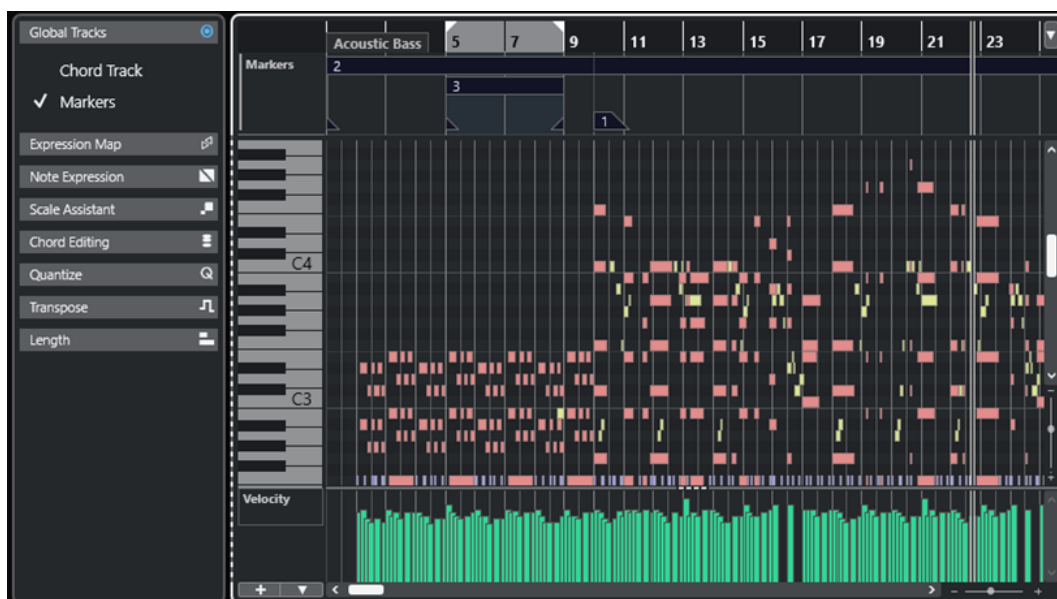 Global Tracks
Chord Track
✓ Markers
Expression Map
Note Expression
Scale Assistant
Chord Editing
Quantize
Q
Transpose
Length
Acoustic Bass 5 7 9 11 13 15 17 19 21 23
Markers
2
3
1
C4
C3
Velocity